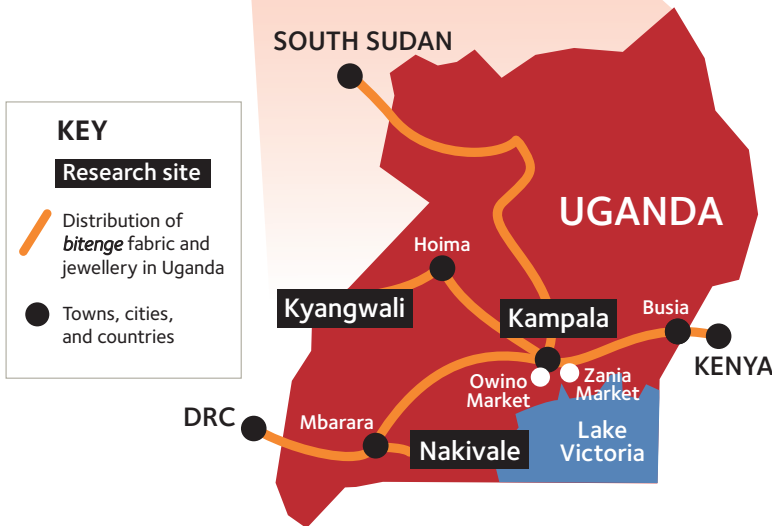 SOUTH SUDAN
KEY
Research site
Distribution of
bitenge fabric and
jewellery in Uganda
Towns, cities,
and countries
UGANDA
Hoima
Kyangwali
Kampala
Busia
KENYA
Owino
Market
Zania
Market
DRC
Mbarara
Nakivale
Lake
Victoria